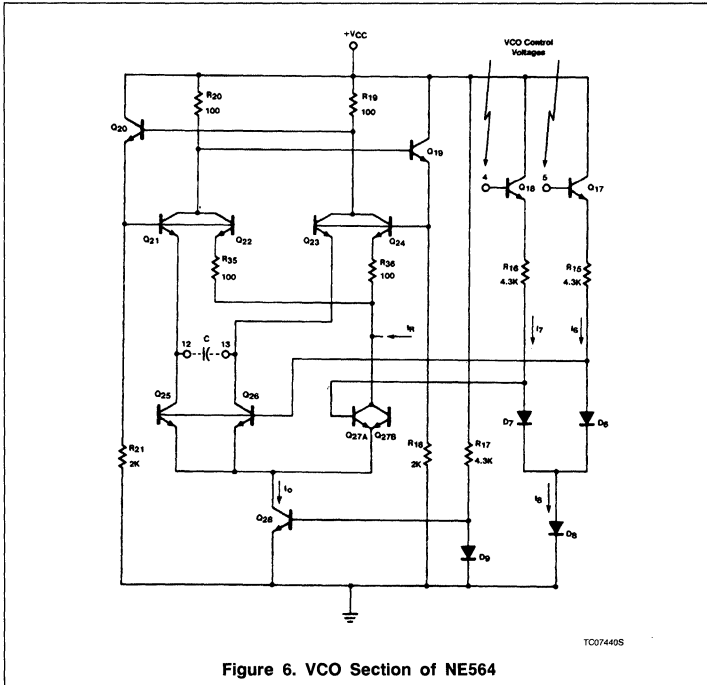 +VCC
VCO Control
Voltages
R20
100
R19
100
Q20
Q19
4
Q18
5
Q17
Q21
Q22
Q23
Q24
R35
100
R36
100
R16
4.3K
R15
4.3K
IR
I7
I6
12
C
13
Q25
Q26
Q27A
Q27B
D7
D6
R21
2K
R18
2K
R17
4.3K
IO
I8
Q28
D9
D8
TC07440S
Figure 6. VCO Section of NE564